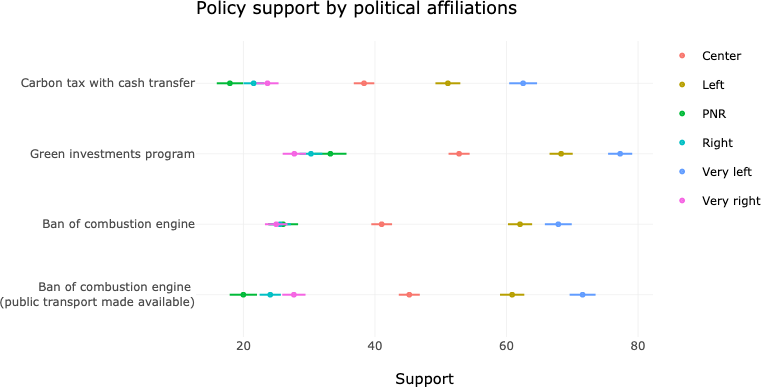 Policy support by political affiliations
Carbon tax with cash transfer
Green investments program
Ban of combustion engine
Ban of combustion engine
(public transport made available)
20 40 60 80
Support
Center
Left
PNR
Right
Very left
Very right